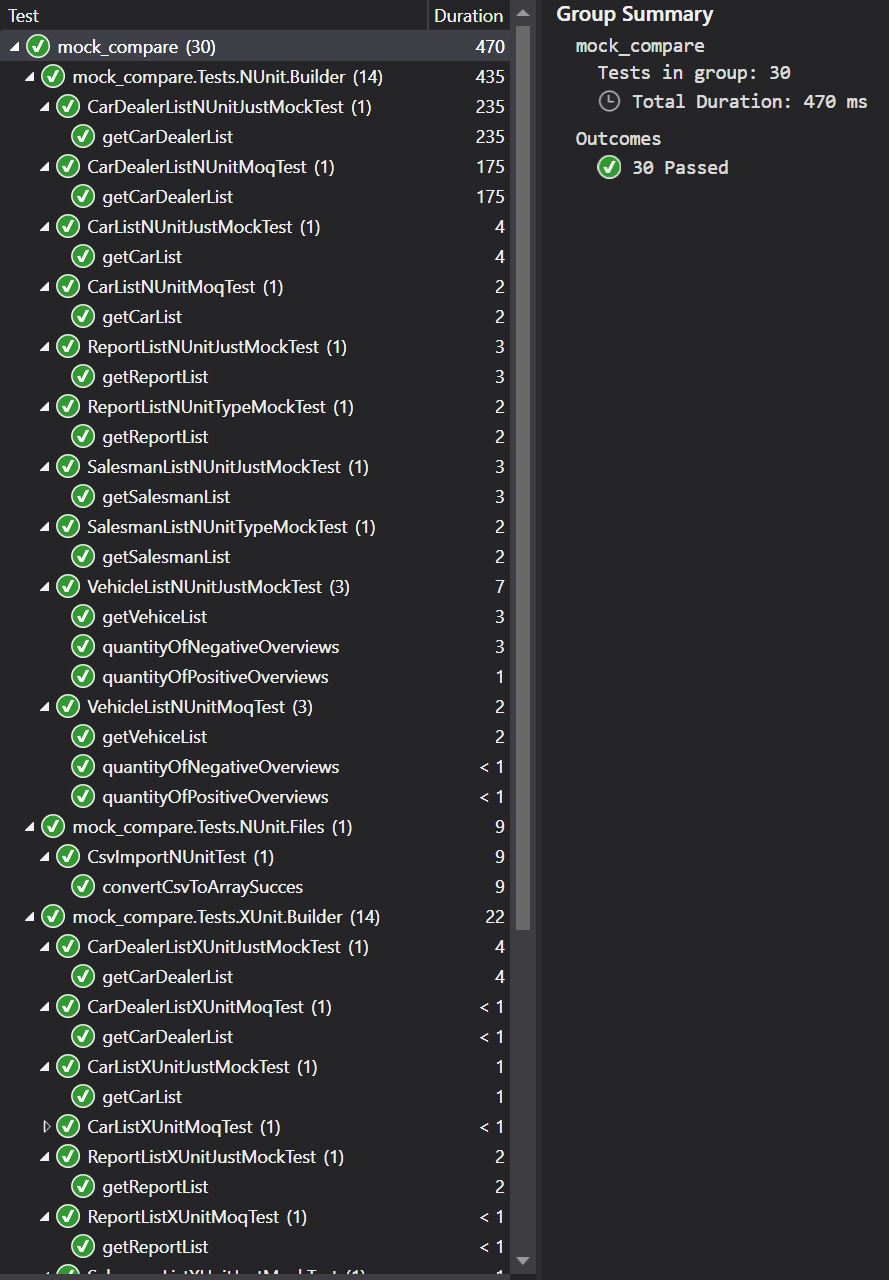 Test Duration
mock_compare (30) 470
mock_compare.Tests.NUnit.Builder (14) 435
CarDealerListNUnitJustMockTest (1) 235
getCarDealerList 235
CarDealerListNUnitMoqTest (1) 175
getCarDealerList 175
CarListNUnitJustMockTest (1) 4
getCarList 4
CarListNUnitMoqTest (1) 2
getCarList 2
ReportListNUnitJustMockTest (1) 3
getReportList 3
ReportListNUnitTypeMockTest (1) 2
getReportList 2
SalesmanListNUnitJustMockTest (1) 3
getSalesmanList 3
SalesmanListNUnitTypeMockTest (1) 2
getSalesmanList 2
VehicleListNUnitJustMockTest (3) 7
getVehiceList 3
quantityOfNegativeOverviews 3
quantityOfPositiveOverviews 1
VehicleListNUnitMoqTest (3) 2
getVehiceList 2
quantityOfNegativeOverviews < 1
quantityOfPositiveOverviews < 1
mock_compare.Tests.NUnit.Files (1) 9
CsvImportNUnitTest (1) 9
convertCsvToArraySucces 9
mock_compare.Tests.XUnit.Builder (14) 22
CarDealerListXUnitJustMockTest (1) 4
getCarDealerList 4
CarDealerListXUnitMoqTest (1) < 1
getCarDealerList < 1
CarListXUnitJustMockTest (1) 1
getCarList 1
CarListXUnitMoqTest (1) < 1
ReportListXUnitJustMockTest (1) 2
getReportList 2
ReportListXUnitMoqTest (1) < 1
getReportList < 1
Group Summary
mock_compare
Tests in group: 30
Total Duration: 470 ms
Outcomes
30 Passed